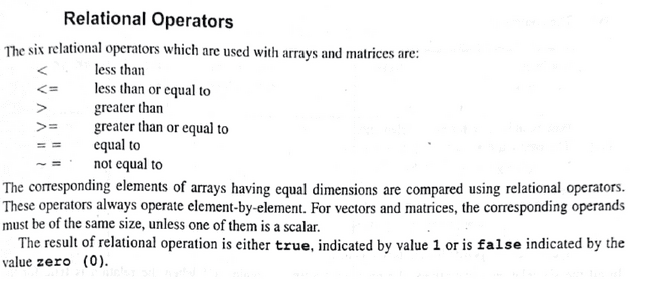 Relational Operators
The six relational operators which are used with arrays and matrices are:
< less than
<= less than or equal to
> greater than
>= greater than or equal to
= = equal to
~ = not equal to
The corresponding elements of arrays having equal dimensions are compared using relational operators.
These operators always operate element-by-element. For vectors and matrices, the corresponding operands
must be of the same size, unless one of them is a scalar.
The result of relational operation is either true, indicated by value 1 or is false indicated by the
value zero (0).